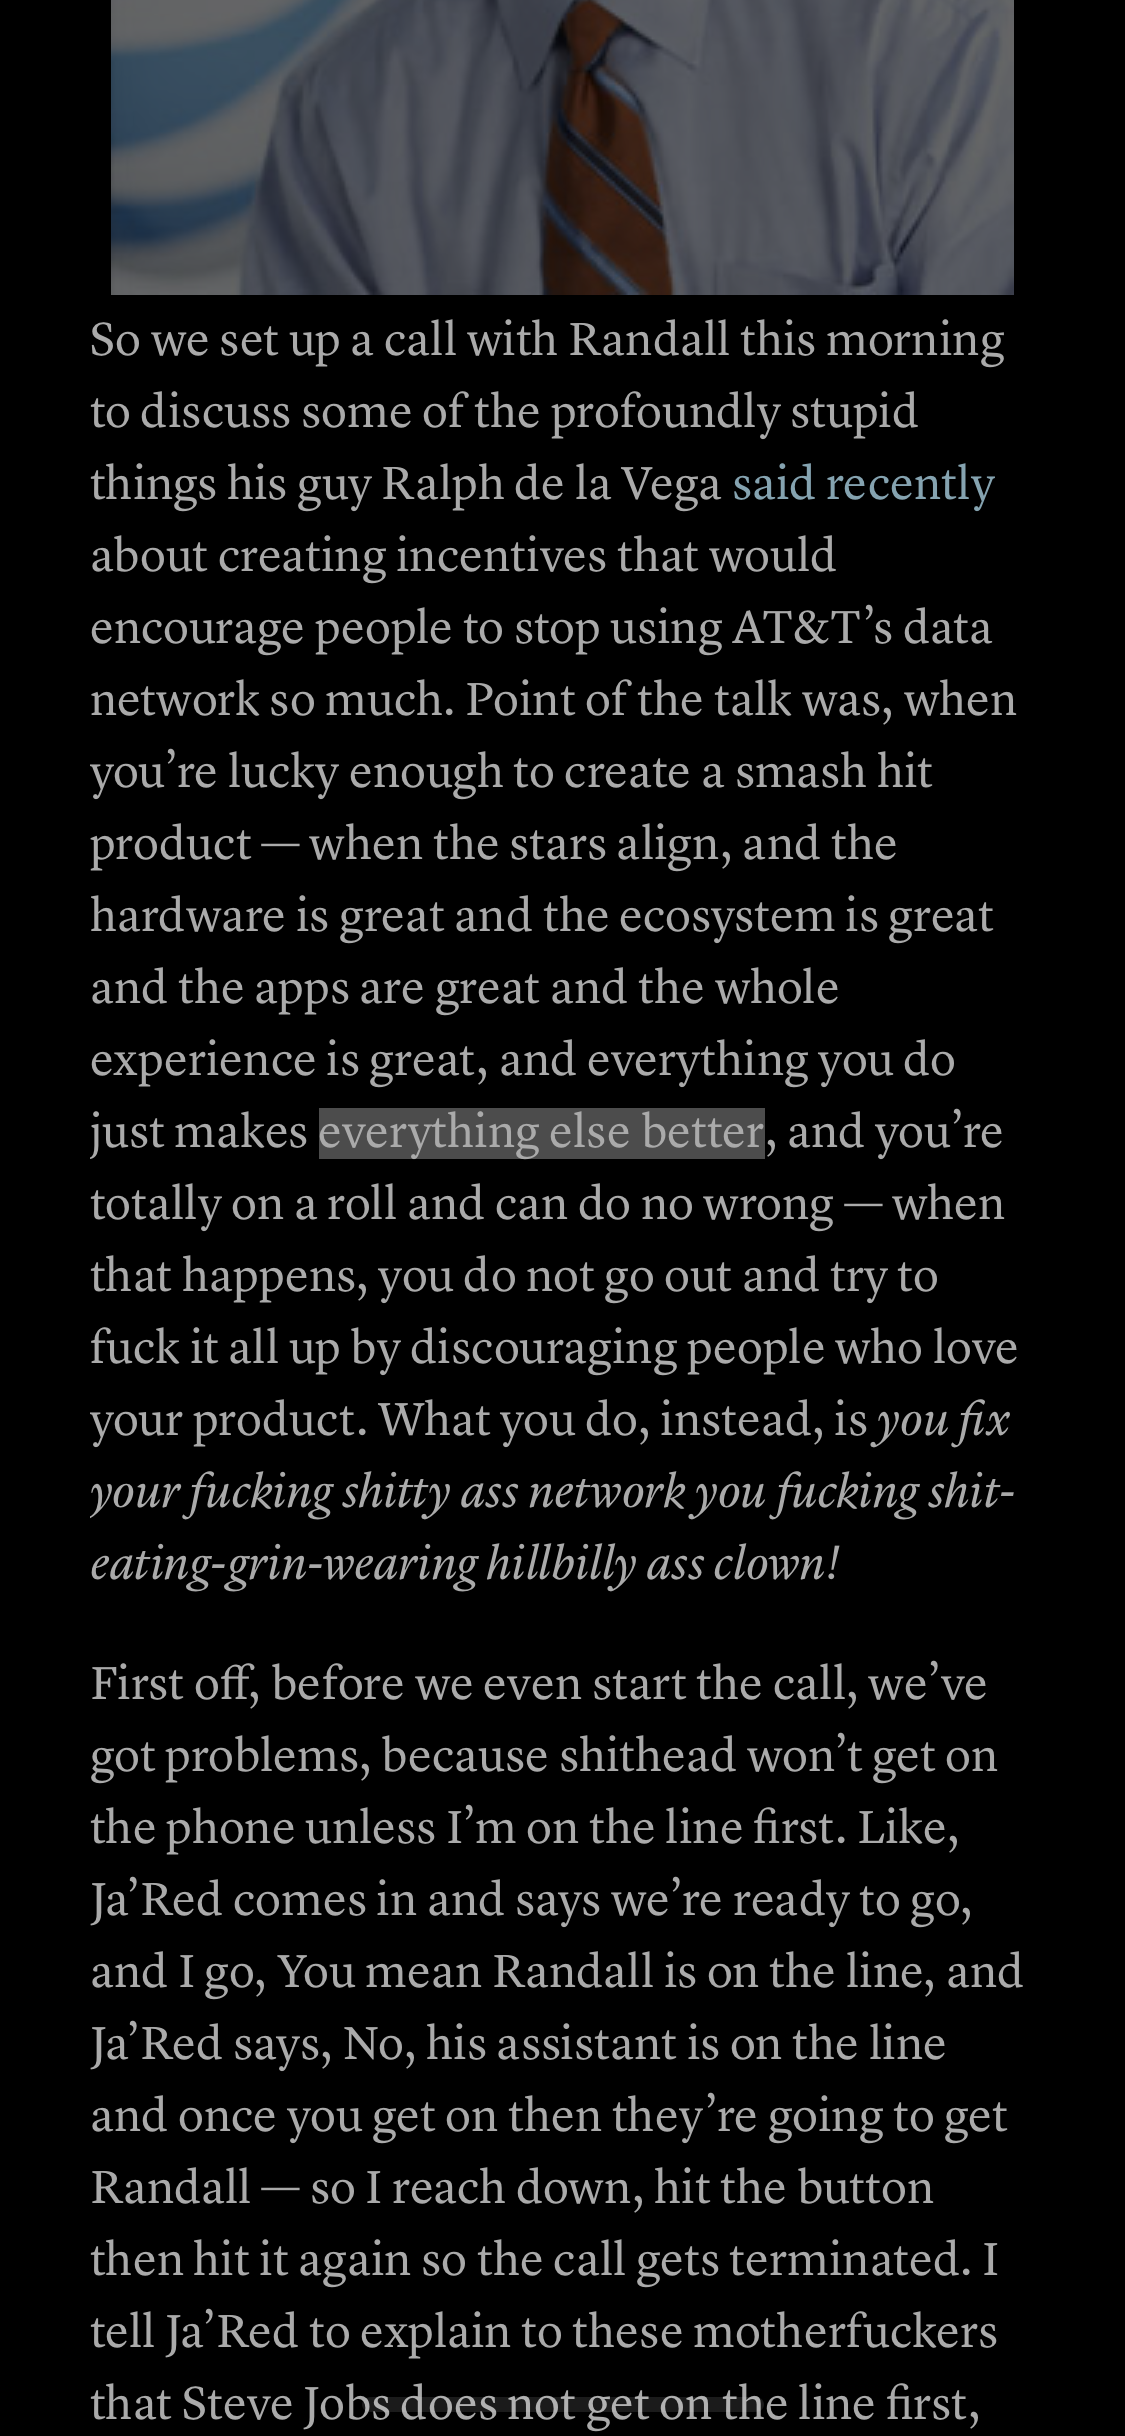 So we set up a call with Randall this morning
to discuss some of the profoundly stupid
things his guy Ralph de la Vega said recently
about creating incentives that would
encourage people to stop using AT&T’s data
network so much. Point of the talk was, when
you’re lucky enough to create a smash hit
product — when the stars align, and the
hardware is great and the ecosystem is great
and the apps are great and the whole
experience is great, and everything you do
just makes everything else better, and you’re
totally on a roll and can do no wrong — when
that happens, you do not go out and try to
fuck it all up by discouraging people who love
your product. What you do, instead, is you fix
your fucking shitty ass network you fucking shit-
eating-grin-wearing hillbilly ass clown!
First off, before we even start the call, we’ve
got problems, because shithead won’t get on
the phone unless I’m on the line first. Like,
Ja’Red comes in and says we’re ready to go,
and I go, You mean Randall is on the line, and
Ja’Red says, No, his assistant is on the line
and once you get on then they’re going to get
Randall — so I reach down, hit the button
then hit it again so the call gets terminated. I
tell Ja’Red to explain to these motherfuckers
that Steve Jobs does not get on the line first,